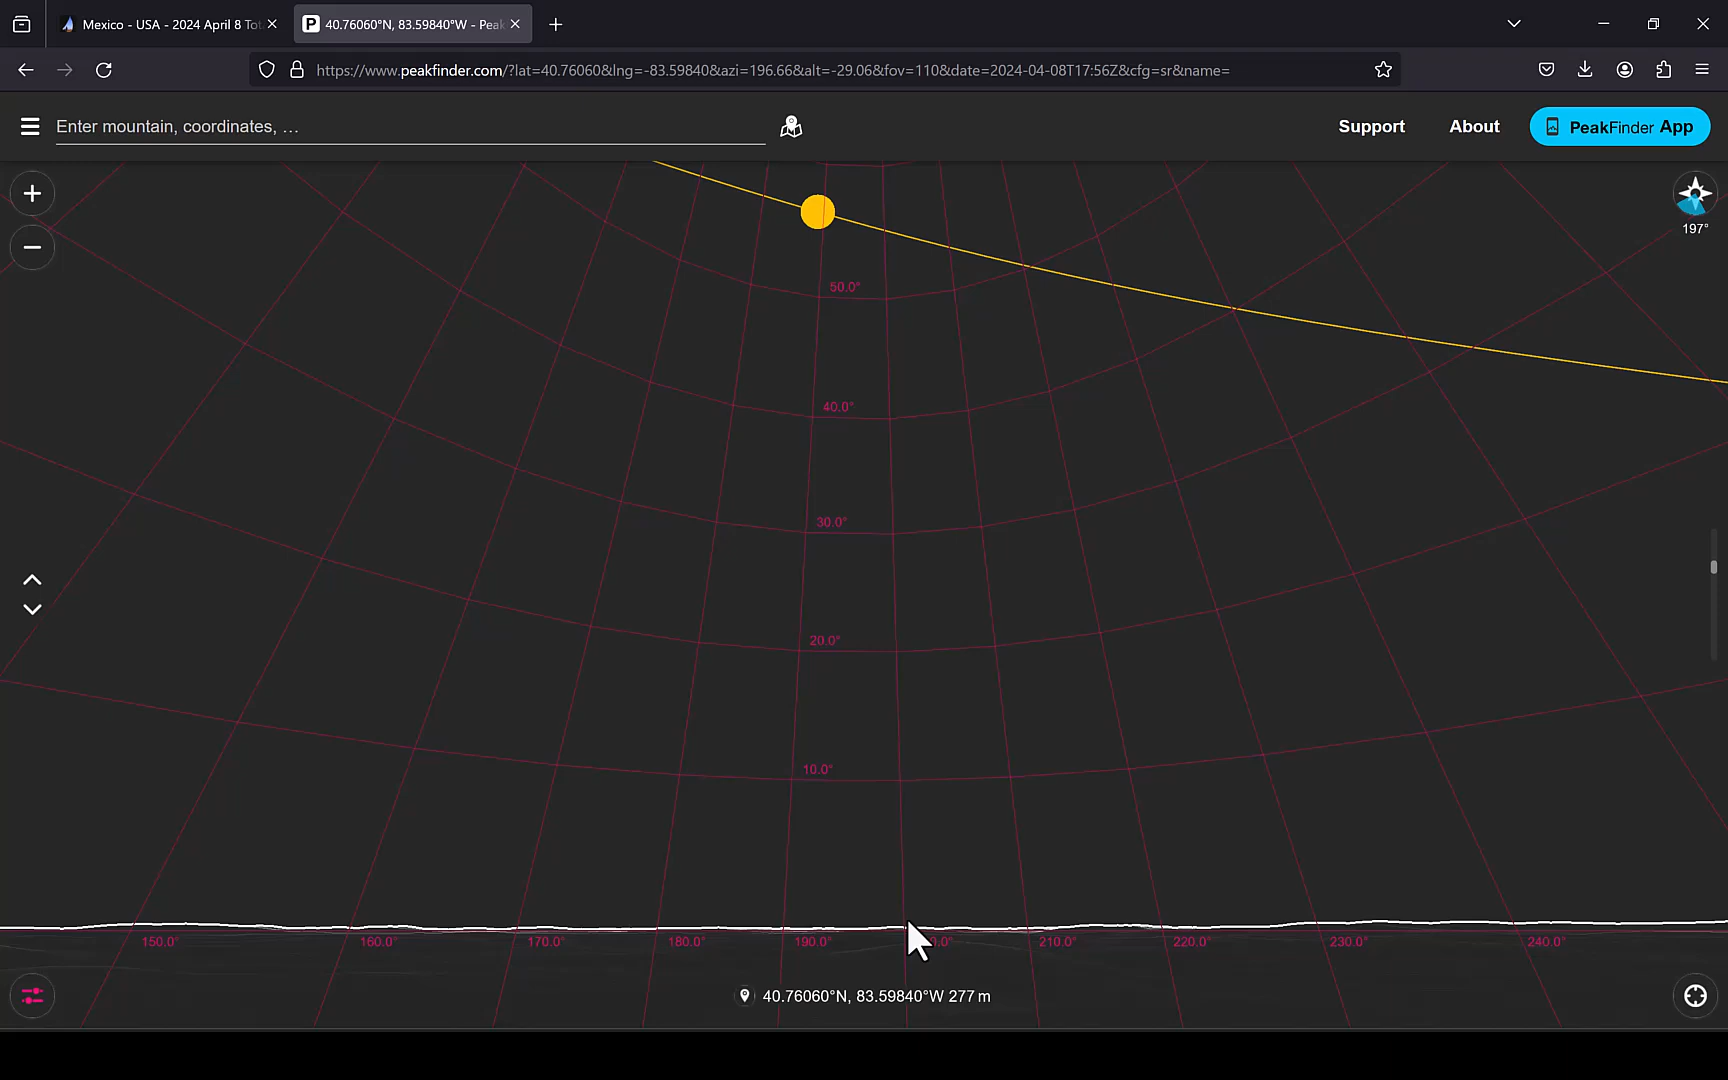 Mexico - USA - 2024 April 8 Tot
40.76060°N, 83.59840°W - Peak
https://www.peakfinder.com/?lat=40.76060&lng=-83.59840&azi=196.66&alt=-29.06&fov=110&date=2024-04-08T17:56Z&cfg=sr&name=
Enter mountain, coordinates, …
Support
About
PeakFinder App
197°
50.0°
40.0°
30.0°
20.0°
10.0°
150.0°
160.0°
170.0°
180.0°
190.0°
210.0°
220.0°
230.0°
240.0°
40.76060°N, 83.59840°W 277 m